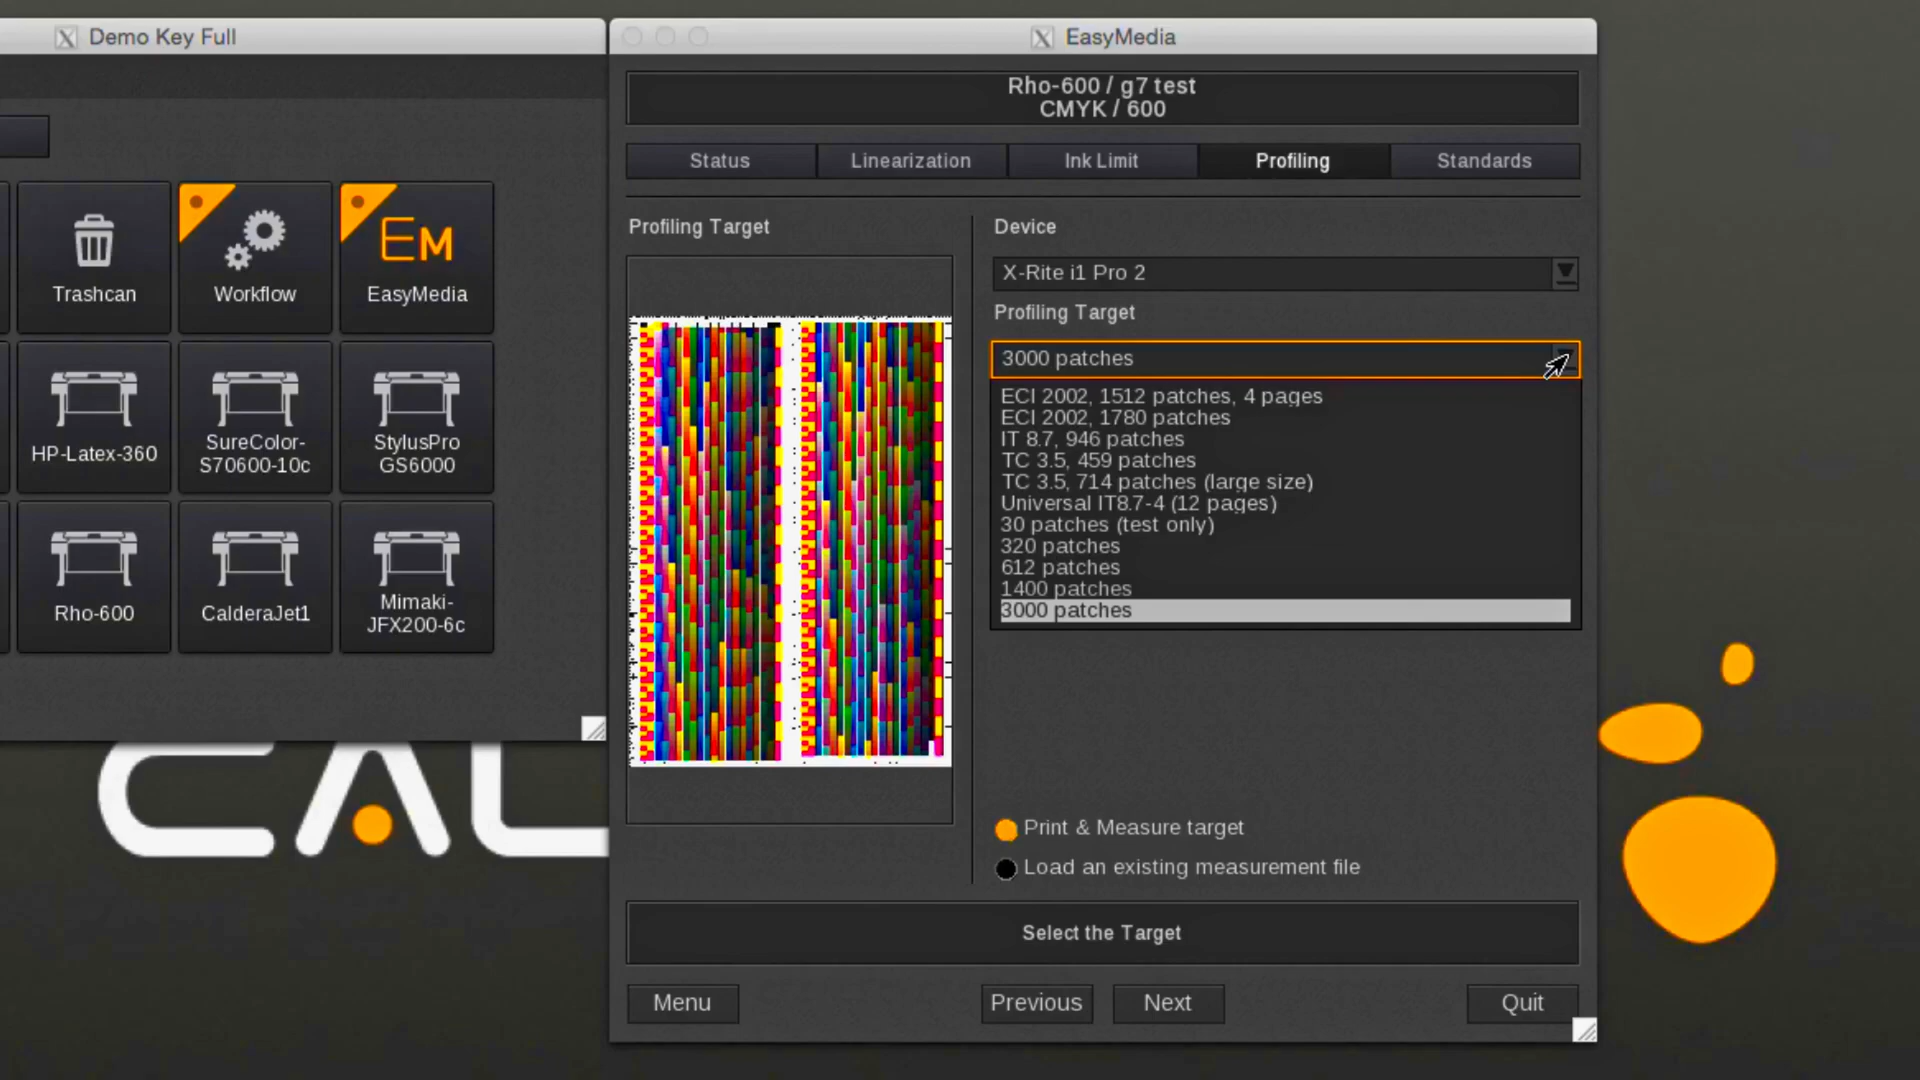 Demo Key Full
Trashcan
Workflow
EM
EasyMedia
HP-Latex-360
SureColor-
S70600-10c
StylusPro
GS6000
Rho-600
CalderaJet1
Mimaki-
JFX200-6c
EasyMedia
Rho-600 / g7 test
CMYK / 600
Status
Linearization
Ink Limit
Profiling
Standards
Profiling Target
Device
X-Rite i1 Pro 2
Profiling Target
3000 patches
ECI 2002, 1512 patches, 4 pages
ECI 2002, 1780 patches
IT 8.7, 946 patches
TC 3.5, 459 patches
TC 3.5, 714 patches (large size)
Universal IT8.7-4 (12 pages)
30 patches (test only)
320 patches
612 patches
1400 patches
3000 patches
Print & Measure target
Load an existing measurement file
Select the Target
Menu
Previous
Next
Quit